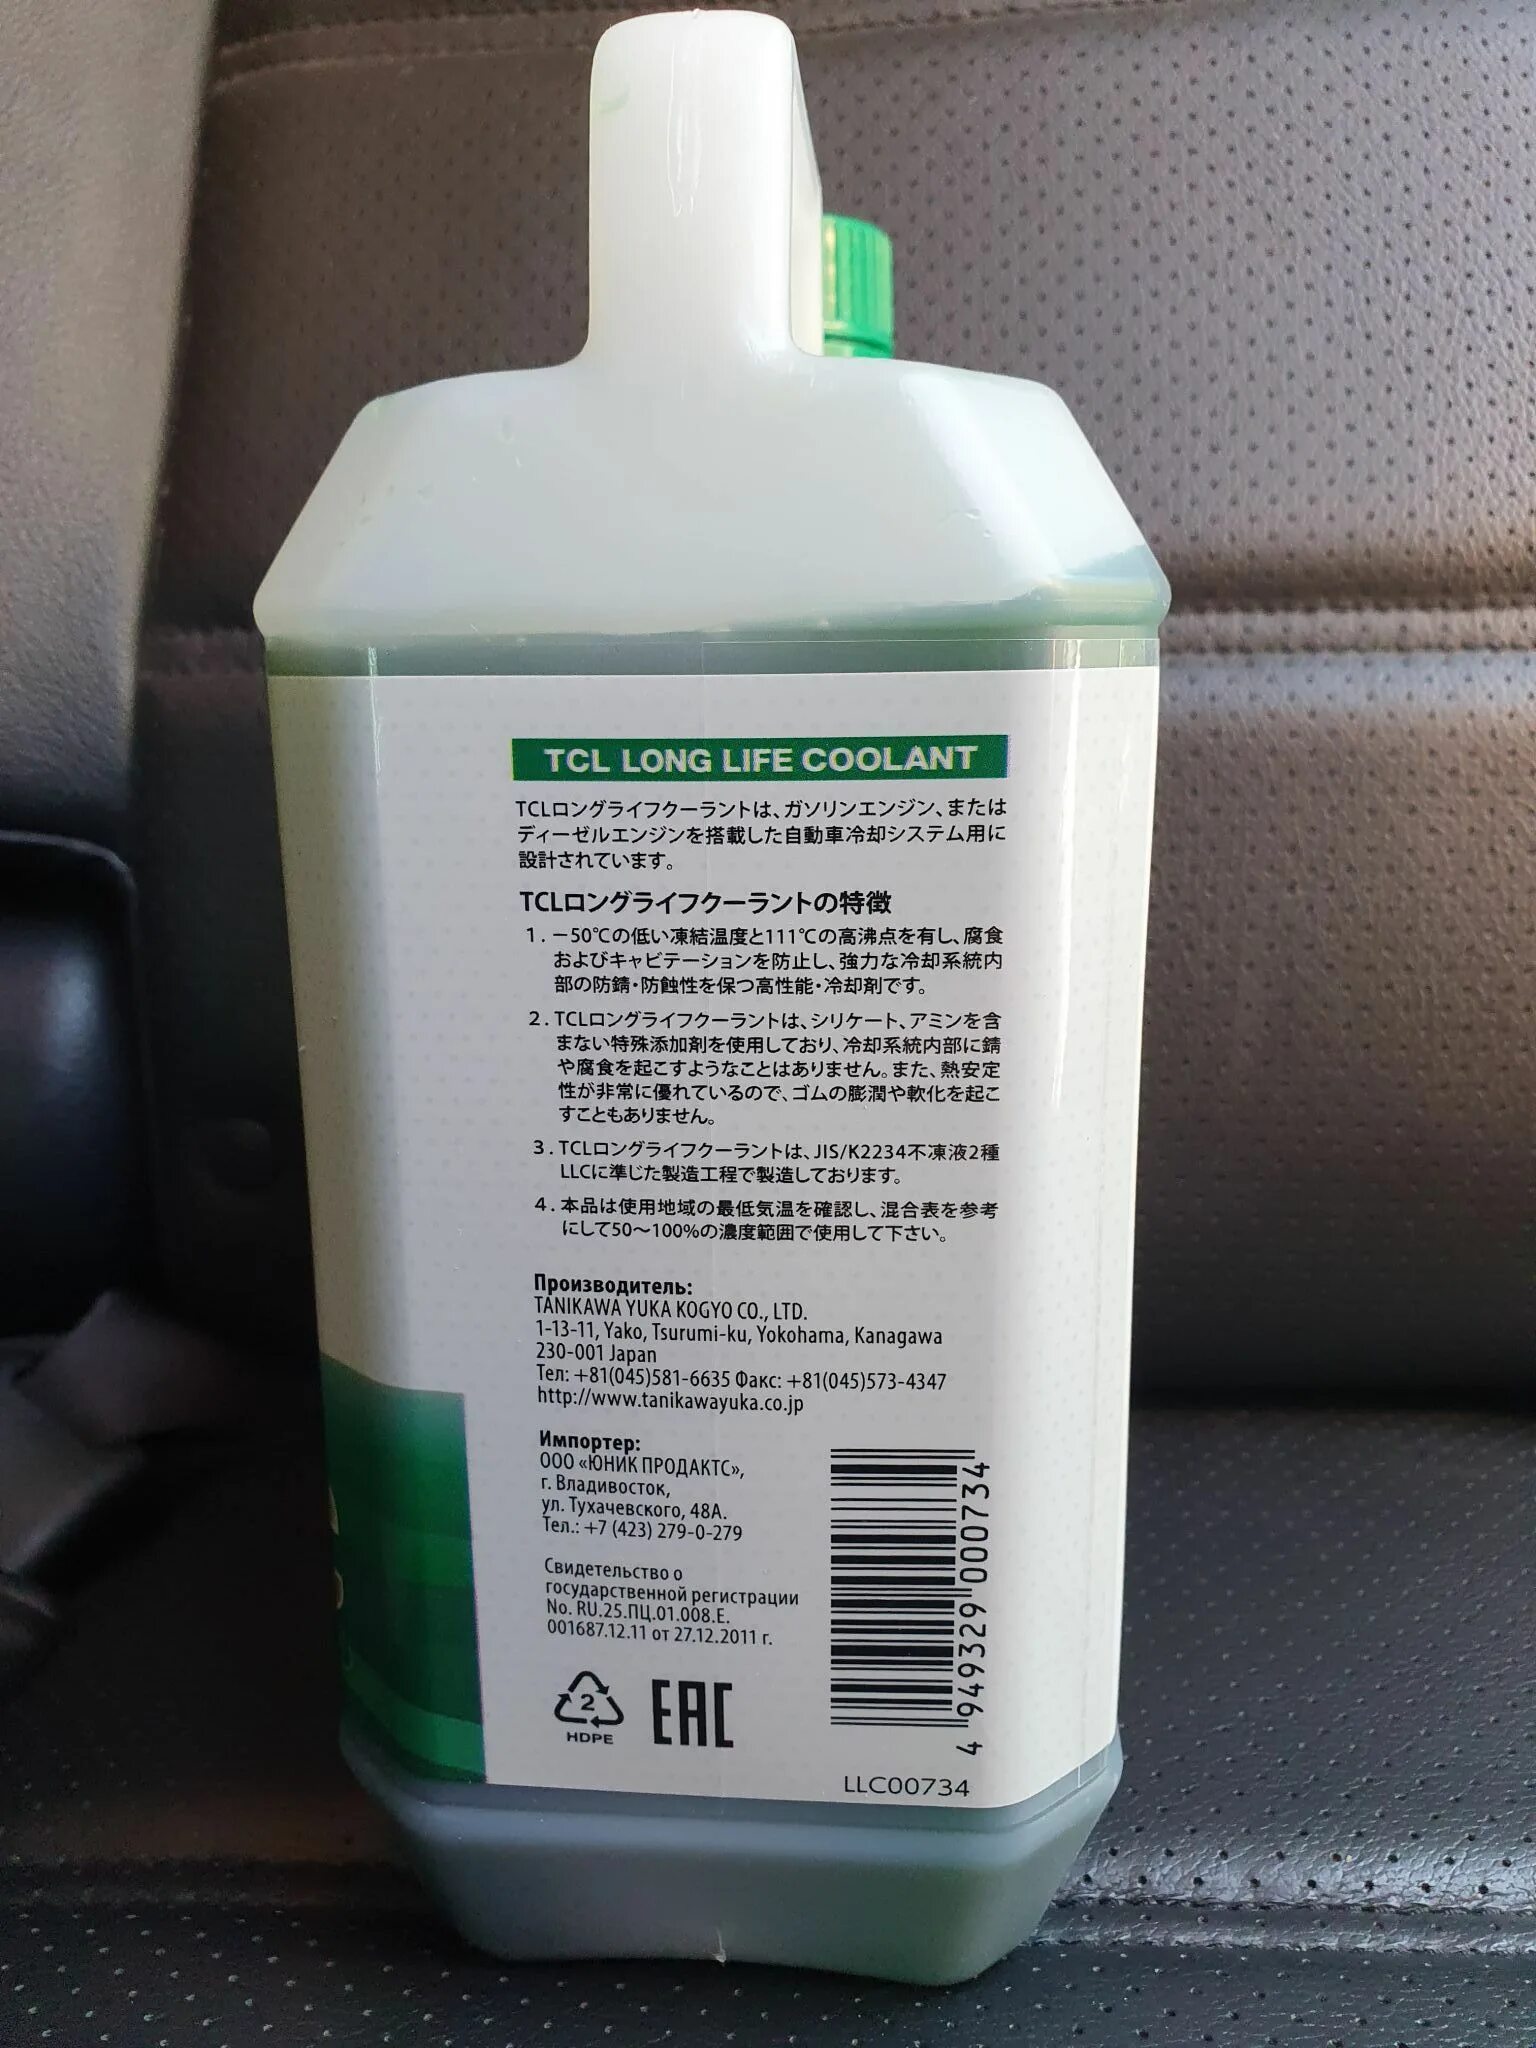 TCL LONG LIFE COOLANT
TCLロングライフクーラントは、ガソリンエンジン、または
ディーゼルエンジンを搭載した自動車冷却システム用に
設計されています。
TCLロングライフクーラントの特徴
1. －50℃の低い凍結温度と111℃の高沸点を有し、腐食
およびキャビテーションを防止し、強力な冷却系統内
部の防錆・防蝕性を保つ高性能・冷却剤です。
2. TCLロングライフクーラントは、シリケート、アミンを含
まない特殊添加剤を使用しており、冷却系統内部に錆
や腐食を起こすようなことはありません。また、熱安定
性が非常に優れているので、ゴムの膨潤や軟化を起こ
すこともありません。
3. TCLロングライフクーラントは、JIS/K2234不凍液2種
LLCに準じた製造工程で製造しております。
4. 本品は使用地域の最低気温を確認し、混合表を参考
にして50～100%の濃度範囲で使用して下さい。
Производитель:
TANIKAWA YUKA KOGYO CO., LTD.
1-13-11, Yako, Tsurumi-ku, Yokohama, Kanagawa
230-001 Japan
Тел: +81(045)581-6635 Факс: +81(045)573-4347
http://www.tanikawayuka.co.jp
Импортер:
ООО «ЮНИК ПРОДАКТС»,
г. Владивосток,
ул. Тухачевского, 48А.
Тел.: +7 (423) 279-0-279
Свидетельство о
государственной регистрации
No. RU.25.ПЦ.01.008.Е.
001687.12.11 от 27.12.2011 г.
2
HDPE
EAC
4 949329 000734
LLC00734